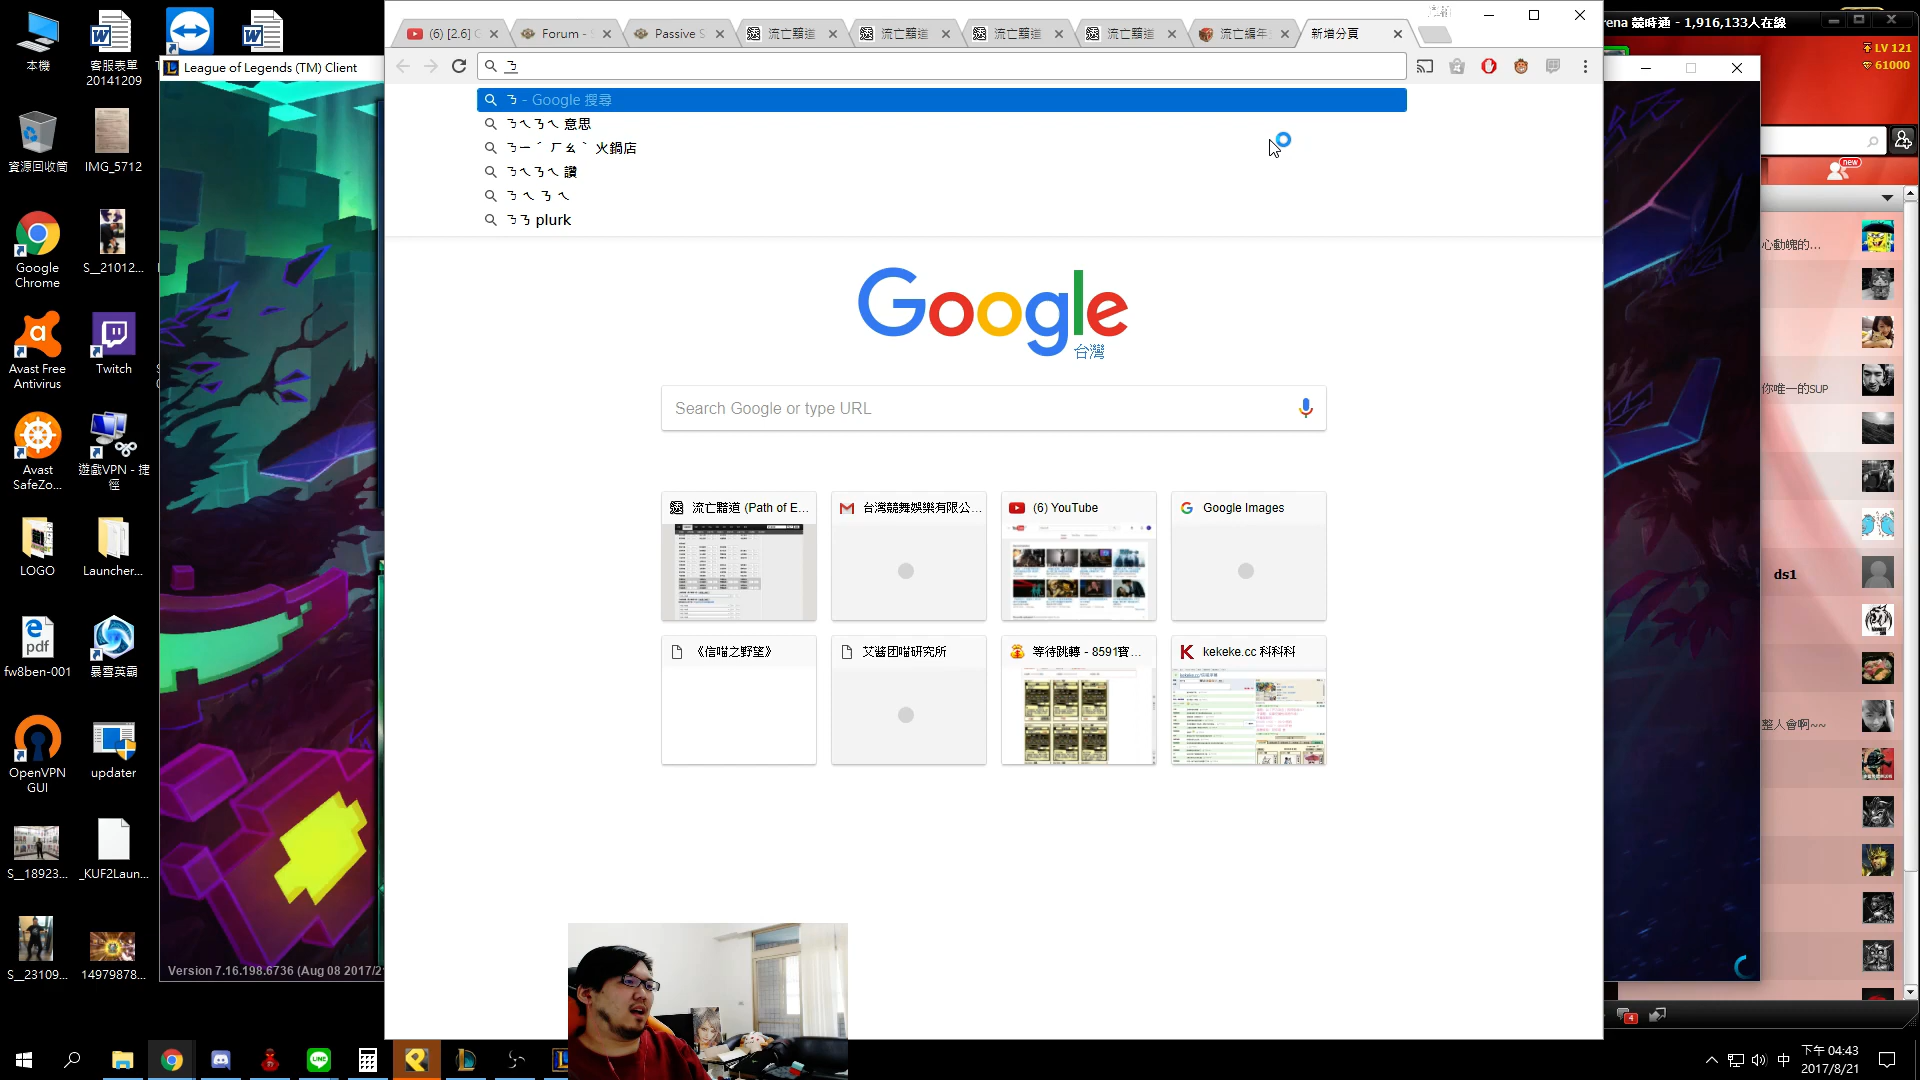 本機
客服表單
20141209
資源回收筒
IMG_5712
Google
Chrome
S__21012...
Avast Free
Antivirus
Twitch
Avast
SafeZo...
遊戲VPN - 捷
徑
LOGO
Launcher...
fw8ben-001
暴雪英霸
OpenVPN
GUI
updater
S__18923...
_KUF2Laun...
S__23109...
14979878...
League of Legends (TM) Client
Version 7.16.198.6736 (Aug 08 2017/2
(6) [2.6] C
Forum - S
Passive S
流亡黯道
流亡黯道
流亡黯道
流亡黯道
流亡編年
新增分頁
ㄋ
ㄋ - Google 搜尋
ㄋㄟㄋㄟ 意思
ㄋㄧˊ ㄏㄠˋ 火鍋店
ㄋㄟㄋㄟ 讚
ㄋ ㄟ ㄋ ㄟ
ㄋㄋ plurk
Google
台灣
Search Google or type URL
流亡黯道 (Path of E...
台灣競舞娛樂有限公...
(6) YouTube
Google Images
《信喵之野望》
艾醬团喵研究所
等待跳轉 - 8591寶...
kekeke.cc 科科科
rena 競時通 - 1,916,133人在線
LV 121
61000
new
心動魄的...
你唯一的SUP
ds1
整人會啊~~
4
中
下午 04:43
2017/8/21